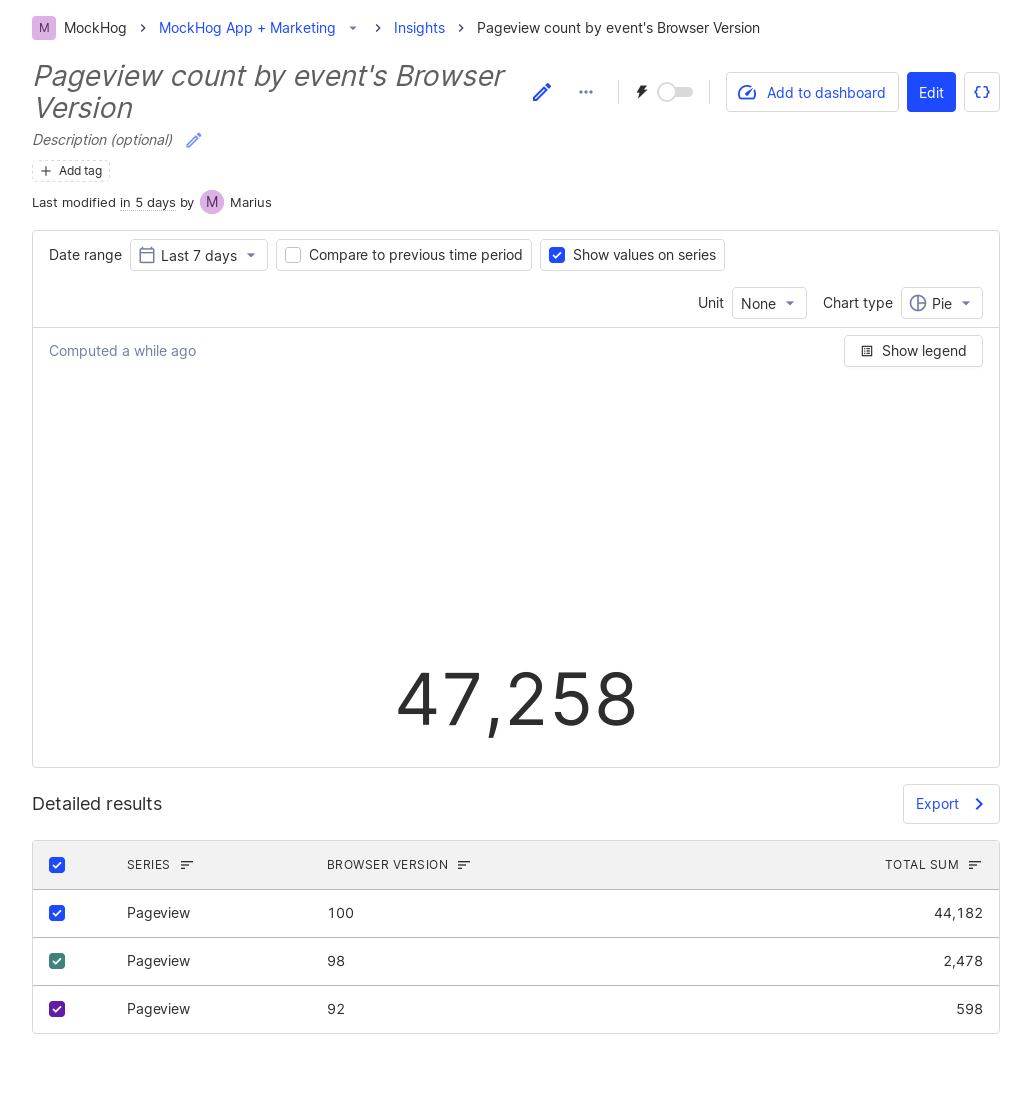 M MockHog MockHog App + Marketing Insights Pageview count by event's Browser Version
Pageview count by event's Browser
Version
Add to dashboard Edit
Description (optional)
Add tag
Last modified in 5 days by M Marius
Date range Last 7 days Compare to previous time period Show values on series
Unit None Chart type Pie
Computed a while ago Show legend
47,258
Detailed results Export
SERIES BROWSER VERSION TOTAL SUM
Pageview 100 44,182
Pageview 98 2,478
Pageview 92 598